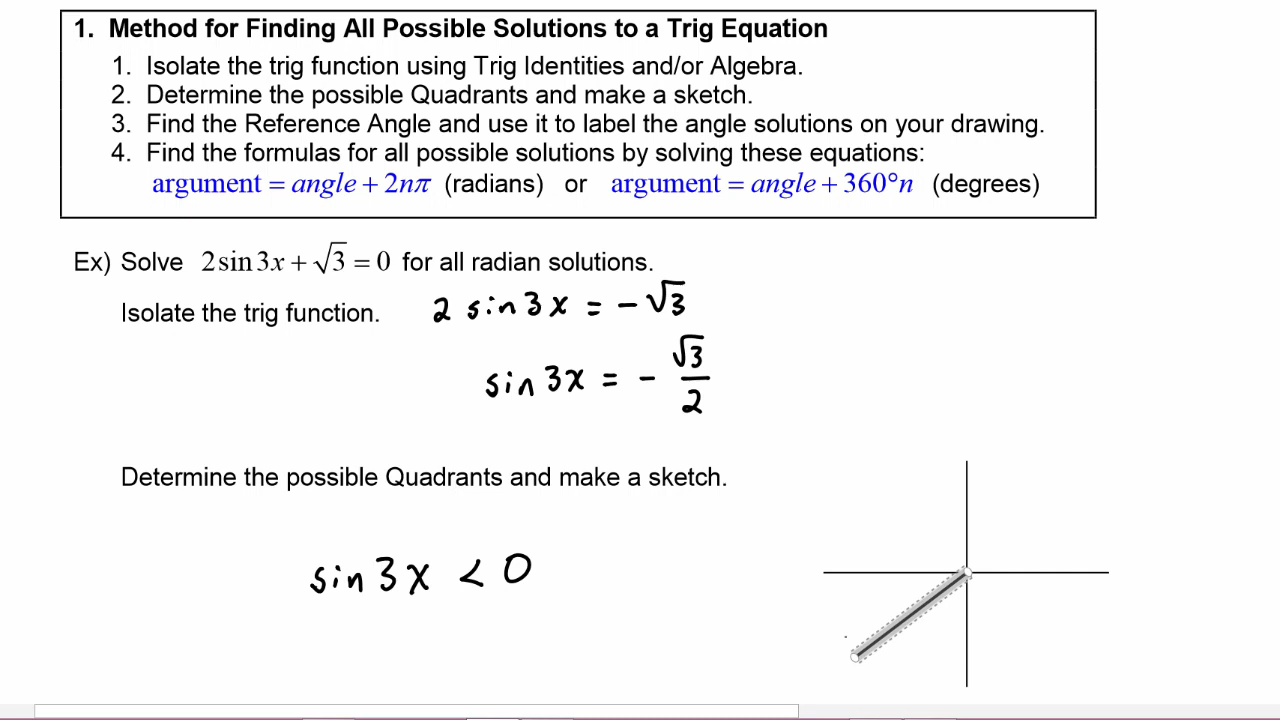 1. Method for Finding All Possible Solutions to a Trig Equation
1. Isolate the trig function using Trig Identities and/or Algebra.
2. Determine the possible Quadrants and make a sketch.
3. Find the Reference Angle and use it to label the angle solutions on your drawing.
4. Find the formulas for all possible solutions by solving these equations:
argument = angle + 2nπ (radians) or argument = angle + 360°n (degrees)
Ex) Solve 2sin3x + √3 = 0 for all radian solutions.
Isolate the trig function. 2 sin 3x = -√3
sin 3x = - √3/2
Determine the possible Quadrants and make a sketch.
sin 3x < 0